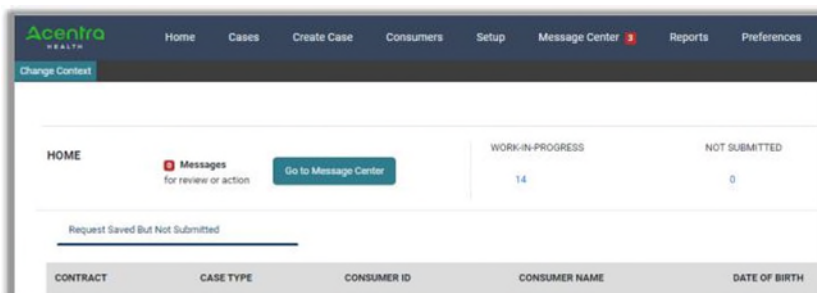 Acentra
HEALTH
Home Cases Create Case Consumers Setup Message Center 3 Reports Preferences
Change Context
HOME
0 Messages
for review or action
Go to Message Center
WORK-IN-PROGRESS
14
NOT SUBMITTED
0
Request Saved But Not Submitted
CONTRACT CASE TYPE CONSUMER ID CONSUMER NAME DATE OF BIRTH